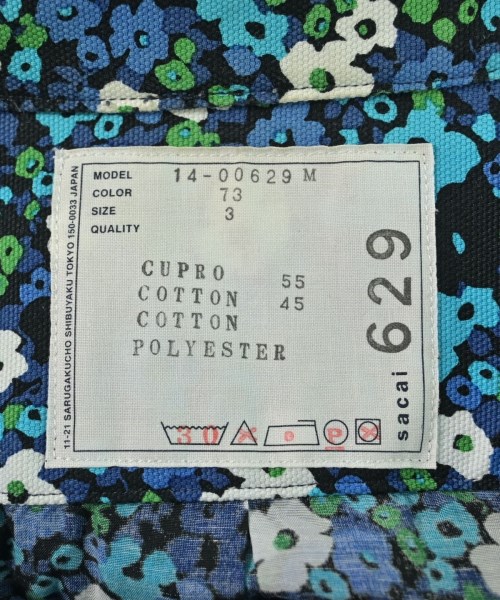 MODEL 14-00629 M
COLOR 73
SIZE 3
QUALITY
CUPRO 55
COTTON 45
COTTON
POLYESTER
30
P
sacai 629
11-21 SARUGAKUCHO SHIBUYAKU TOKYO 150-0033 JAPAN